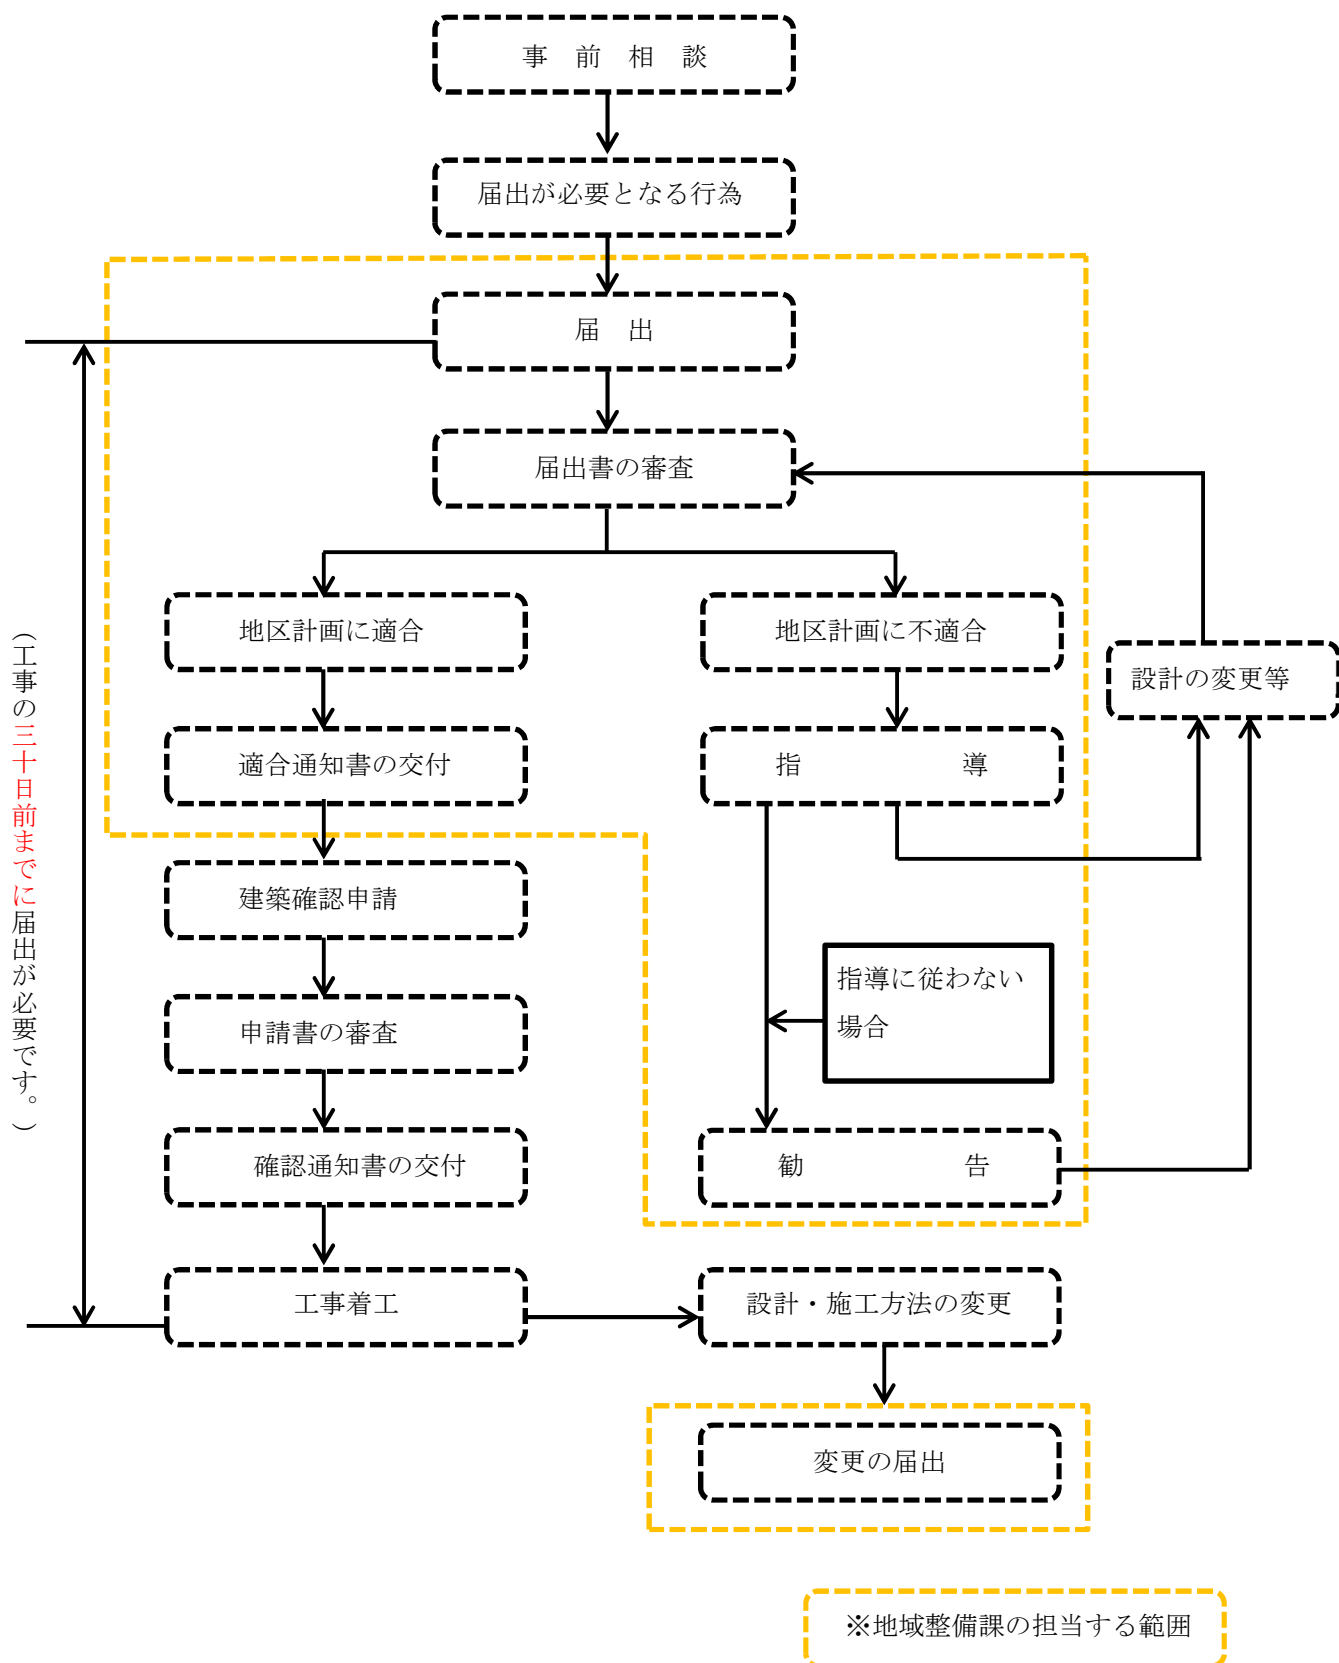 事　前　相　談
届出が必要となる行為
届　出
届出書の審査
地区計画に適合
地区計画に不適合
設計の変更等
適合通知書の交付
指　　　　　導
建築確認申請
指導に従わない
場合
申請書の審査
確認通知書の交付
勧　　　　　告
工事着工
設計・施工方法の変更
変更の届出
（工事の三十日前までに届出が必要です。）
※地域整備課の担当する範囲